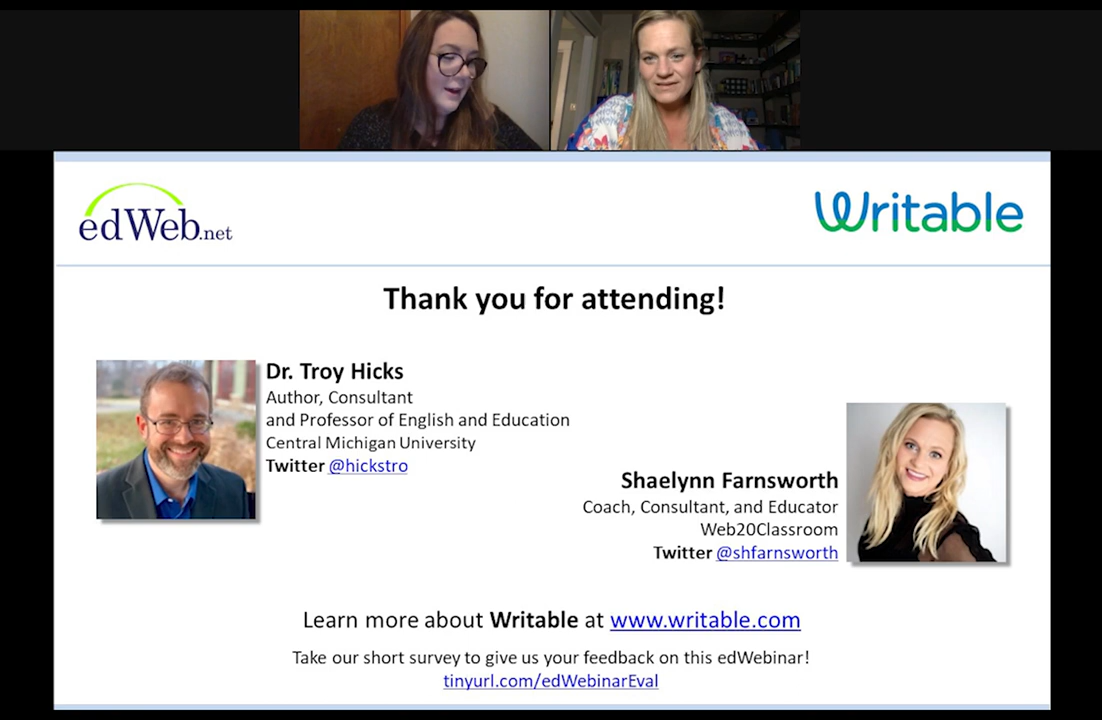 edWeb.net
Writable
Thank you for attending!
Dr. Troy Hicks
Author, Consultant
and Professor of English and Education
Central Michigan University
Twitter @hickstro
Shaelynn Farnsworth
Coach, Consultant, and Educator
Web20Classroom
Twitter @shfarnsworth
Learn more about Writable at www.writable.com
Take our short survey to give us your feedback on this edWebinar!
tinyurl.com/edWebinarEval